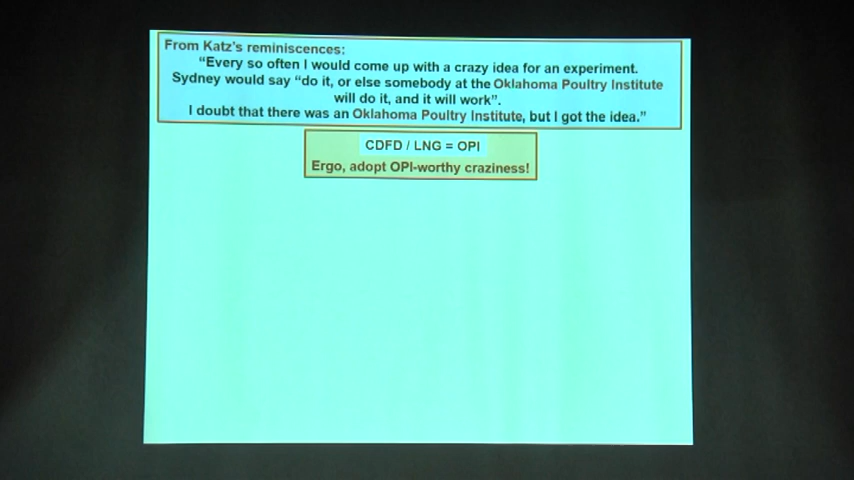 From Katz's reminiscences:
"Every so often I would come up with a crazy idea for an experiment.
Sydney would say "do it, or else somebody at the Oklahoma Poultry Institute
will do it, and it will work".
I doubt that there was an Oklahoma Poultry Institute, but I got the idea."
CDFD / LNG = OPI
Ergo, adopt OPI-worthy craziness!